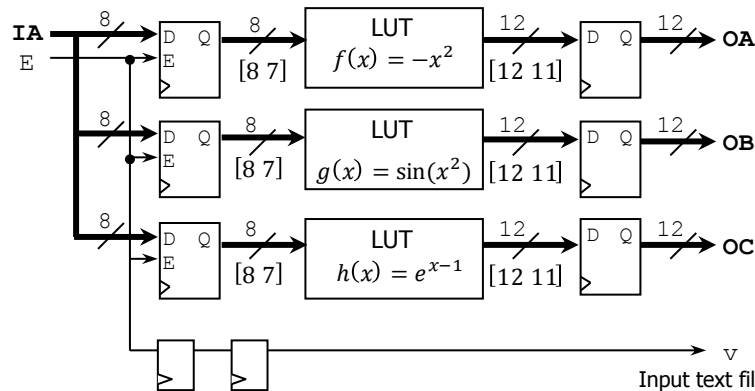 IA 8 D Q 8 LUT 12 D Q 12 OA
E E [8 7] f(x) = −x² [12 11]
8 D Q 8 LUT 12 D Q 12 OB
E [8 7] g(x) = sin(x²) [12 11]
8 D Q 8 LUT 12 D Q 12 OC
E [8 7] h(x) = eˣ⁻¹ [12 11]
v
Input text fil